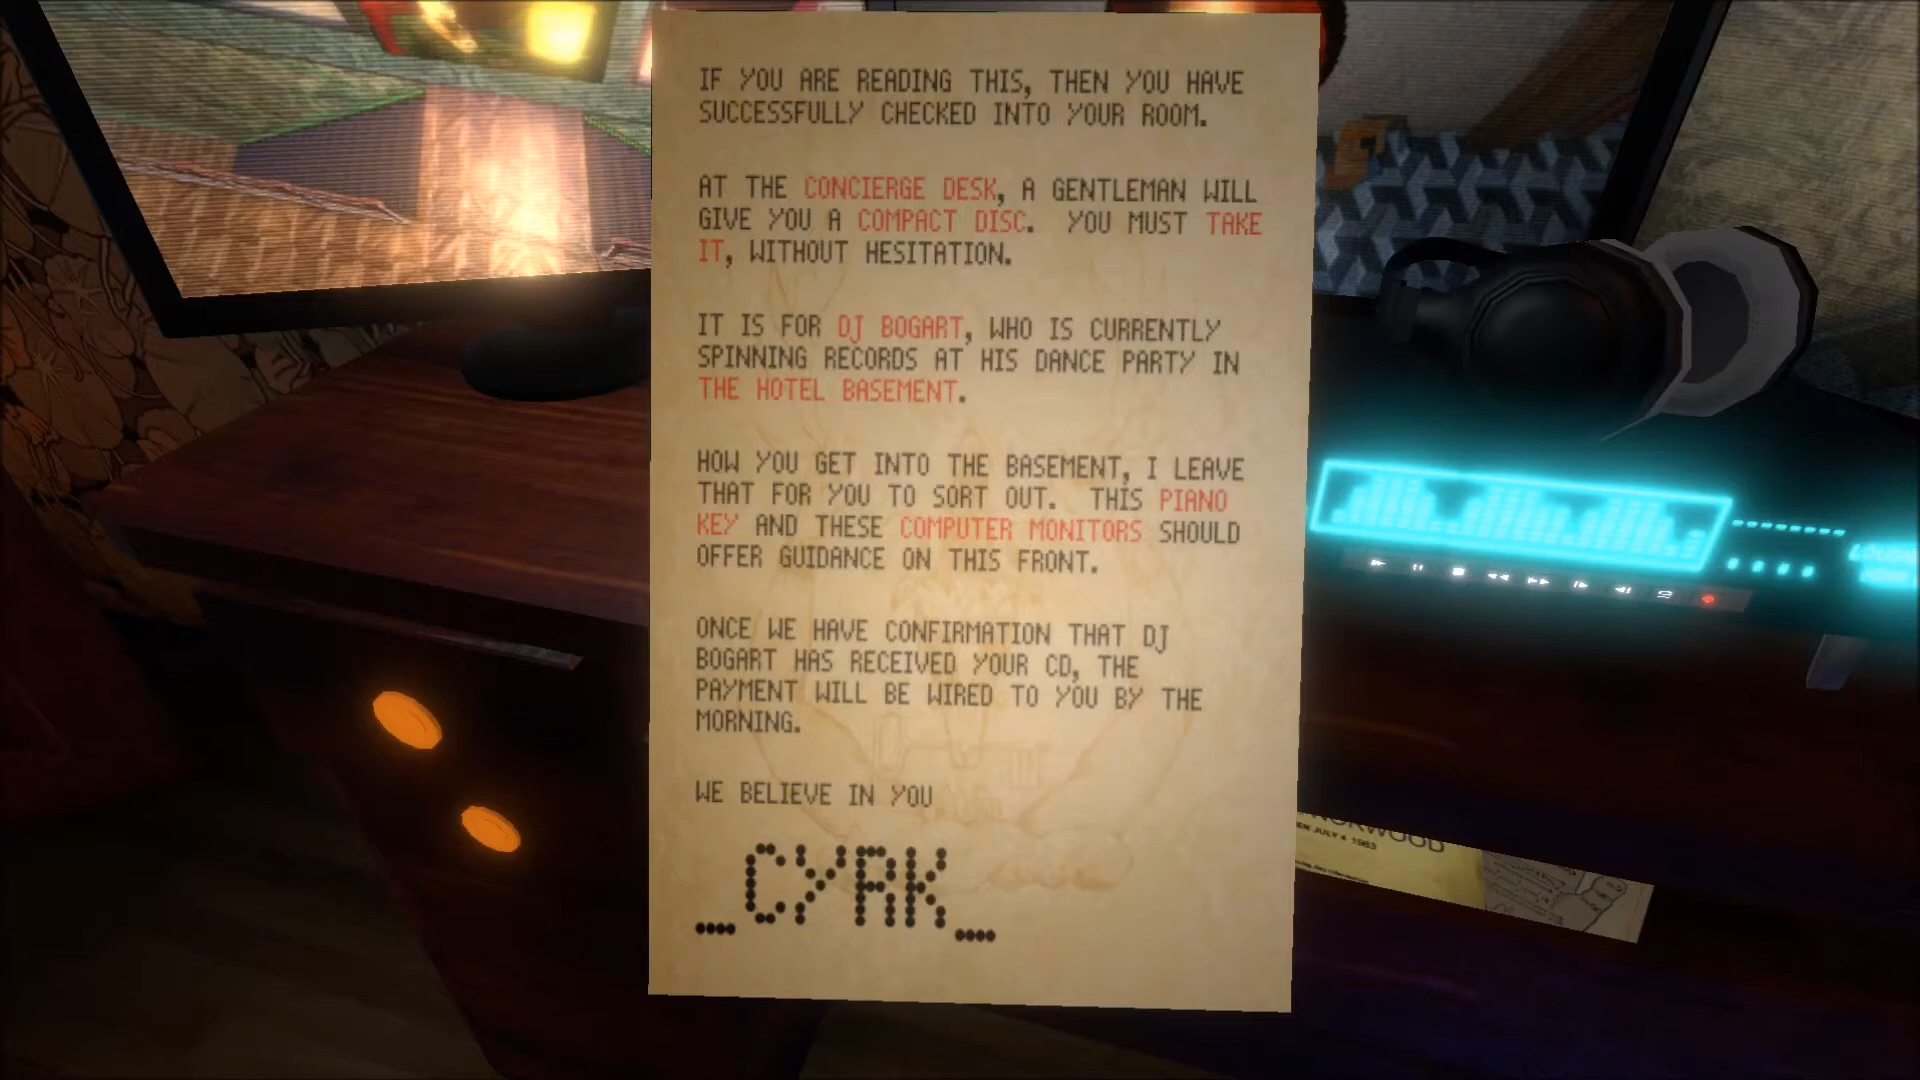 IF YOU ARE READING THIS, THEN YOU HAVE
SUCCESSFULLY CHECKED INTO YOUR ROOM.
AT THE CONCIERGE DESK, A GENTLEMAN WILL
GIVE YOU A COMPACT DISC. YOU MUST TAKE
IT, WITHOUT HESITATION.
IT IS FOR DJ BOGART, WHO IS CURRENTLY
SPINNING RECORDS AT HIS DANCE PARTY IN
THE HOTEL BASEMENT.
HOW YOU GET INTO THE BASEMENT, I LEAVE
THAT FOR YOU TO SORT OUT. THIS PIANO
KEY AND THESE COMPUTER MONITORS SHOULD
OFFER GUIDANCE ON THIS FRONT.
ONCE WE HAVE CONFIRMATION THAT DJ
BOGART HAS RECEIVED YOUR CD, THE
PAYMENT WILL BE WIRED TO YOU BY THE
MORNING.
WE BELIEVE IN YOU
_CYRK_
JULY 4 1983